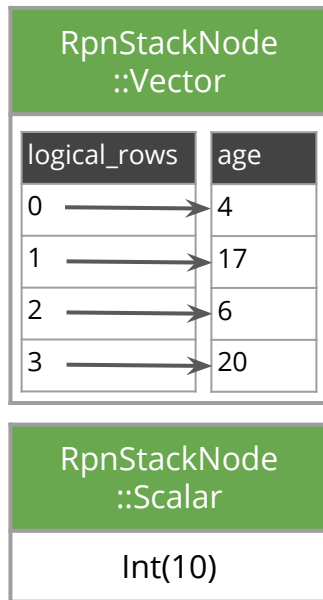 RpnStackNode
::Vector
logical_rows age
0 4
1 17
2 6
3 20
RpnStackNode
::Scalar
Int(10)